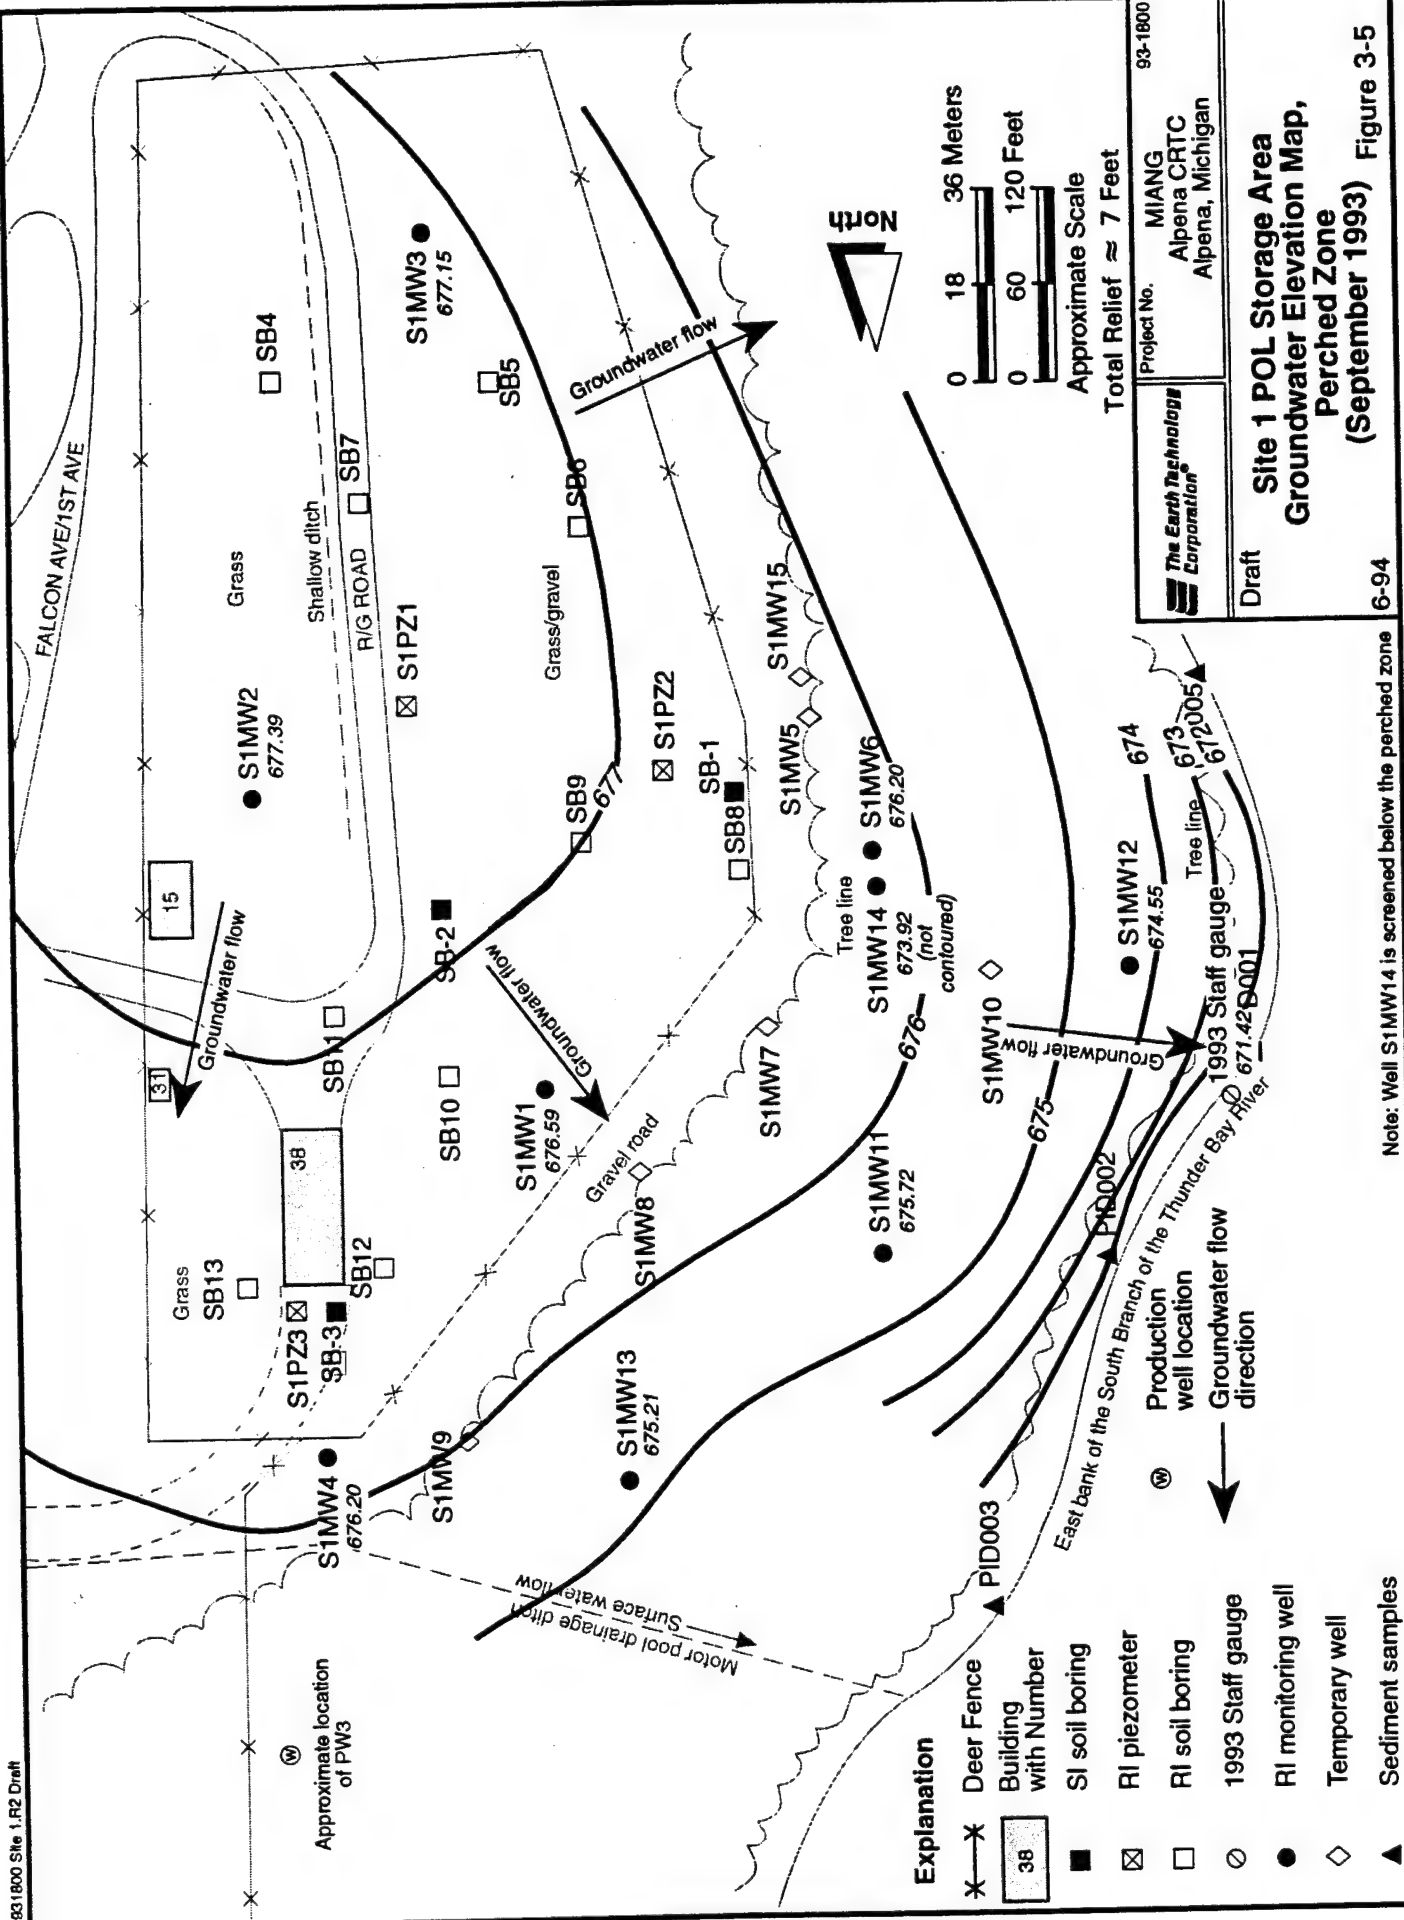 931800 Site 1.R2 Draft
FALCON AVE/1ST AVE
Grass
Shallow ditch
R/G ROAD
Grass/gravel
SB4
SB7
SB5
SB6
S1MW3
677.15
S1MW2
677.39
S1PZ1
S1PZ2
15
31
38
Groundwater flow
Groundwater flow
Groundwater flow
Groundwater flow
SB9
677
SB-2
SB11
SB10
S1MW1
676.59
SB-1
SB8
S1MW5
S1MW15
S1MW6
676.20
Tree line
S1MW14
673.92
(not
contoured)
S1MW7
S1MW10
676
Gravel road
S1MW8
S1MW11
675.72
675
Grass
SB13
SB12
S1PZ3
SB-3
S1MW4
676.20
S1MW9
S1MW13
675.21
S1MW12
674.55
674
673
672
Tree line
1993 Staff gauge
671.42
PID002
PID003
East bank of the South Branch of the Thunder Bay River
Motor pool drainage ditch
Surface water flow
Approximate location
of PW3
W
North
0 18 36 Meters
0 60 120 Feet
Approximate Scale
Total Relief ≈ 7 Feet
Explanation
Deer Fence
38
Building
with Number
SI soil boring
RI piezometer
RI soil boring
1993 Staff gauge
RI monitoring well
Temporary well
Sediment samples
W
Production
well location
Groundwater flow
direction
Note: Well S1MW14 is screened below the perched zone
The Earth Technology
Corporation®
Project No. 93-1800
MIANG
Alpena CRTC
Alpena, Michigan
Draft
Site 1 POL Storage Area
Groundwater Elevation Map,
Perched Zone
(September 1993)
6-94
Figure 3-5